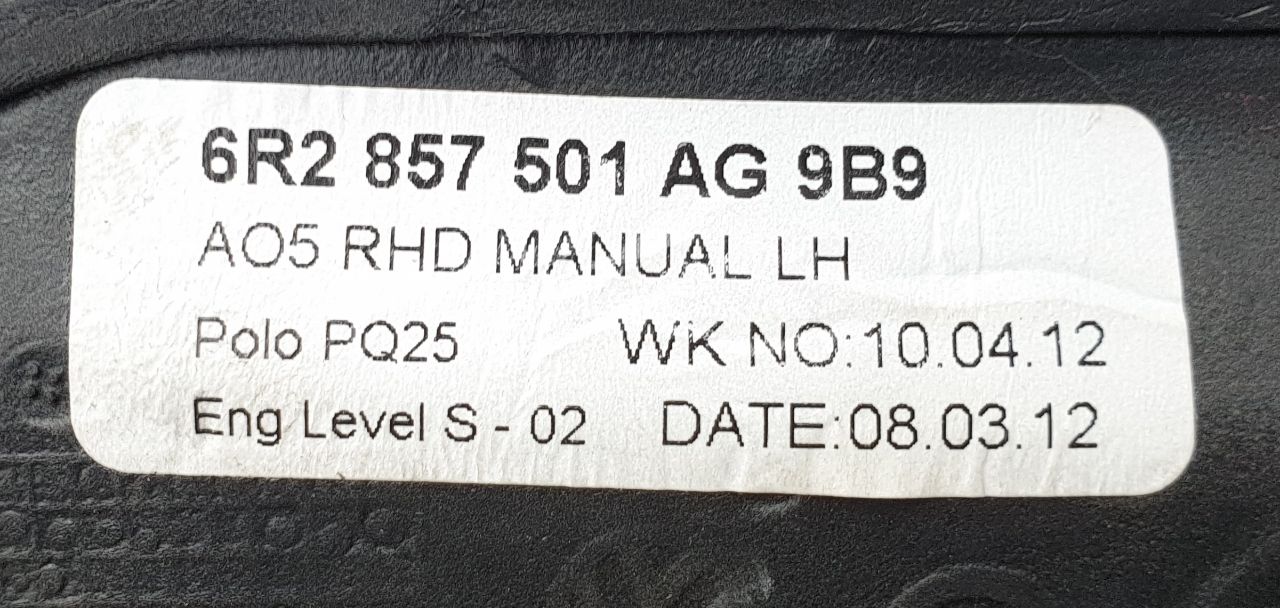 6R2 857 501 AG 9B9
AO5 RHD MANUAL LH
Polo PQ25 WK NO:10.04.12
Eng Level S - 02 DATE:08.03.12